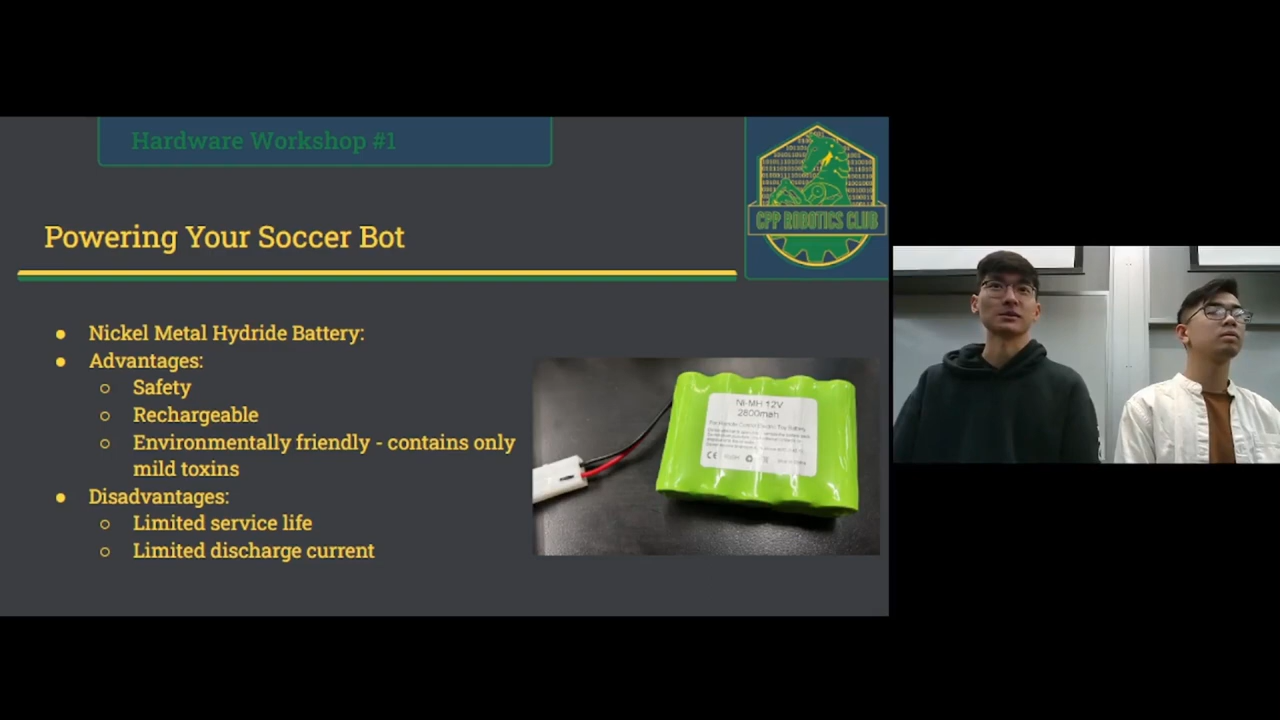 Hardware Workshop #1
CPP ROBOTICS CLUB
Powering Your Soccer Bot
Nickel Metal Hydride Battery:
Advantages:
Safety
Rechargeable
Environmentally friendly - contains only
mild toxins
Disadvantages:
Limited service life
Limited discharge current
Ni-MH 12V
2800mah